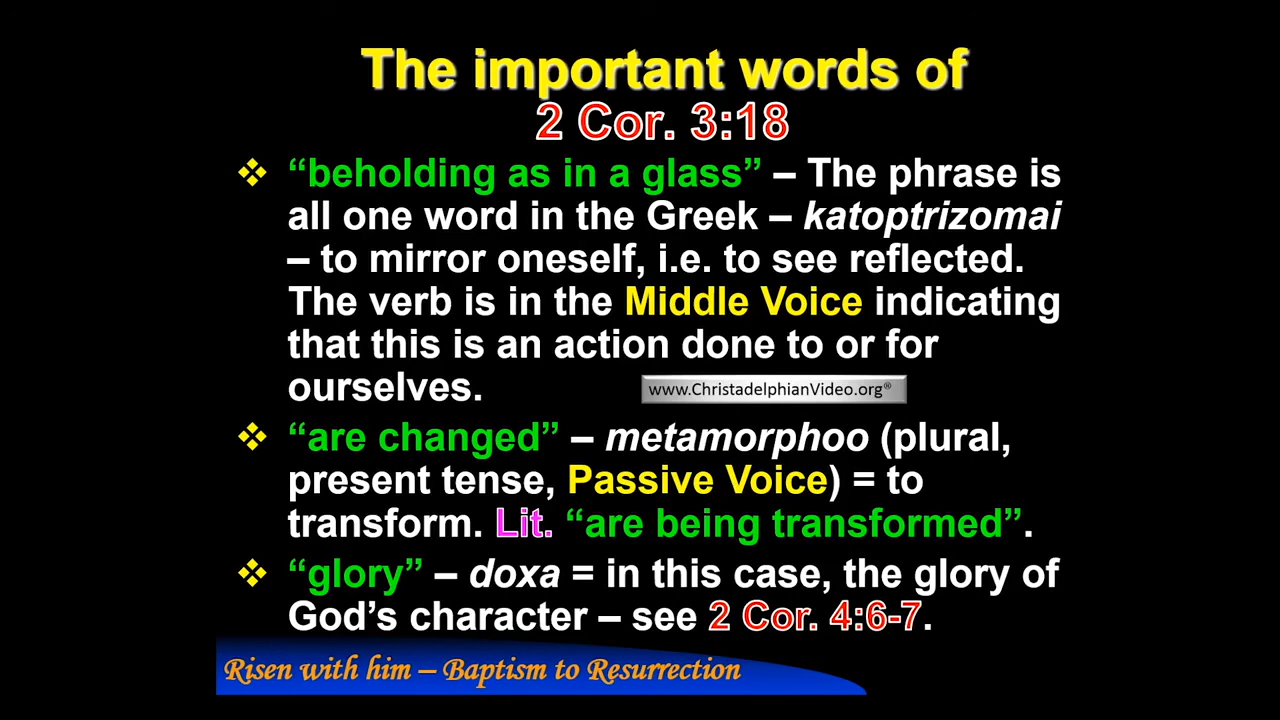 The important words of
2 Cor. 3:18
❖ “beholding as in a glass” – The phrase is
all one word in the Greek – katoptrizomai
– to mirror oneself, i.e. to see reflected.
The verb is in the Middle Voice indicating
that this is an action done to or for
ourselves.
www.ChristadelphianVideo.org®
❖ “are changed” – metamorphoo (plural,
present tense, Passive Voice) = to
transform. Lit. “are being transformed”.
❖ “glory” – doxa = in this case, the glory of
God’s character – see 2 Cor. 4:6-7.
Risen with him – Baptism to Resurrection